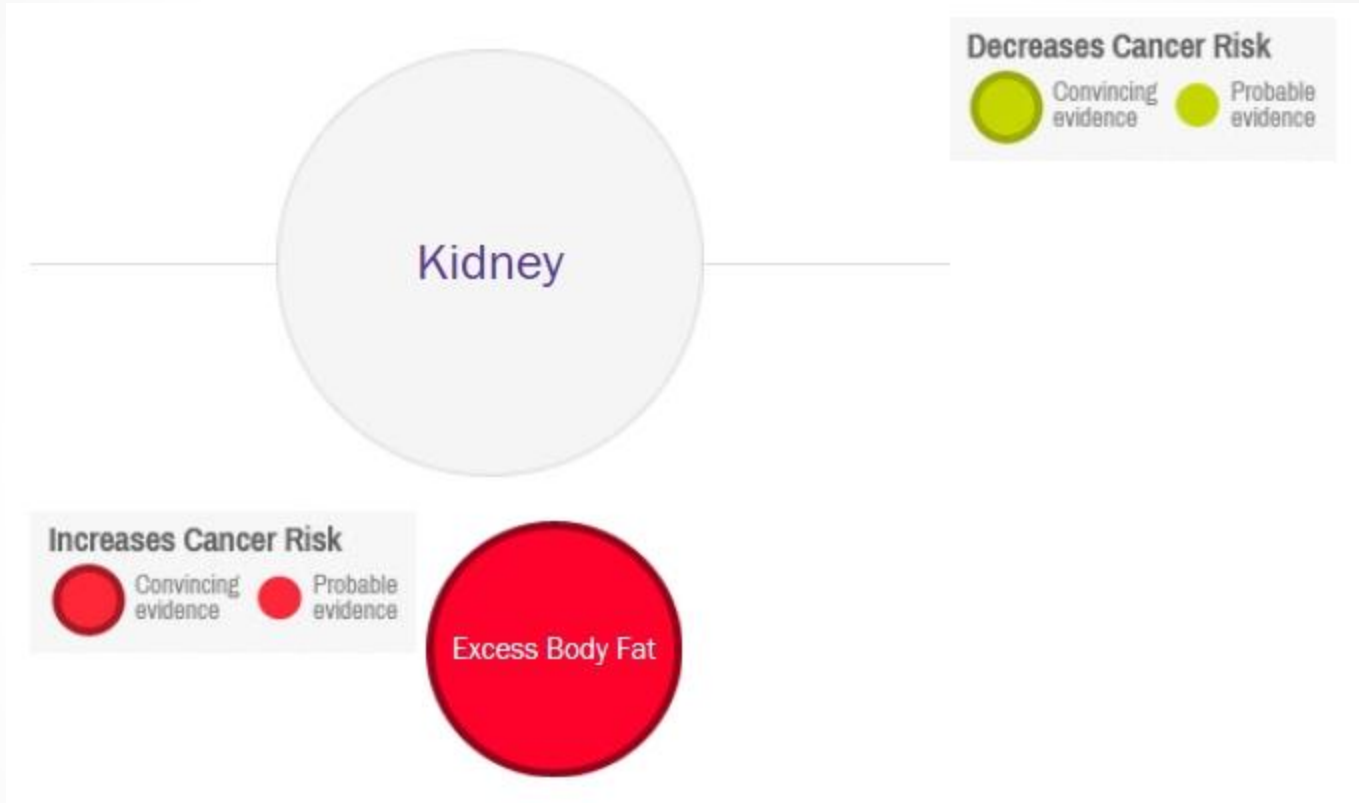 Decreases Cancer Risk
Convincing
evidence
Probable
evidence
Kidney
Increases Cancer Risk
Convincing
evidence
Probable
evidence
Excess Body Fat